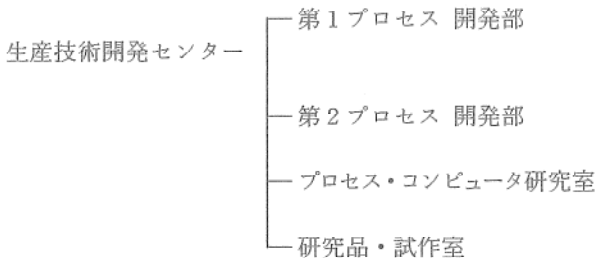 第1プロセス 開発部
生産技術開発センター
第2プロセス 開発部
プロセス・コンピュータ研究室
研究品・試作室